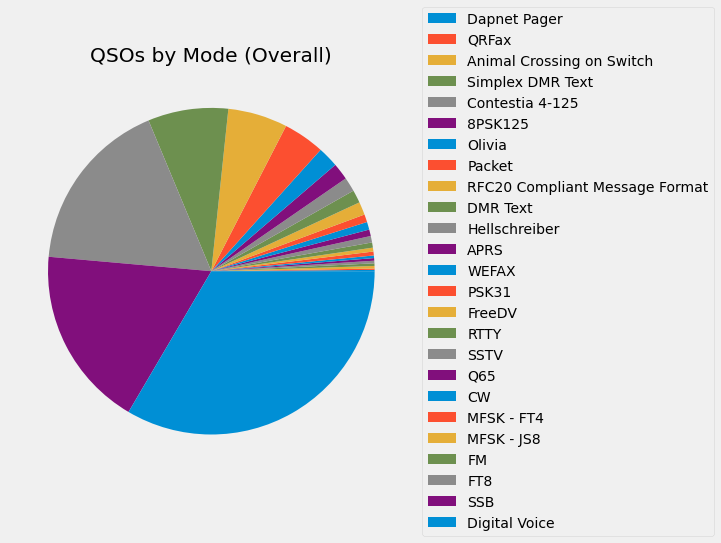 QSOs by Mode (Overall)
Dapnet Pager
QRFax
Animal Crossing on Switch
Simplex DMR Text
Contestia 4-125
8PSK125
Olivia
Packet
RFC20 Compliant Message Format
DMR Text
Hellschreiber
APRS
WEFAX
PSK31
FreeDV
RTTY
SSTV
Q65
CW
MFSK - FT4
MFSK - JS8
FM
FT8
SSB
Digital Voice